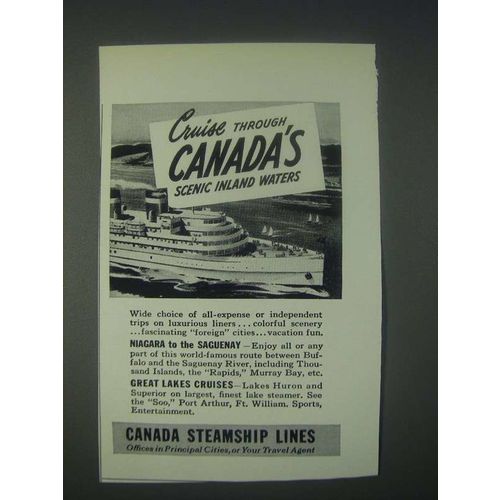 Cruise THROUGH
CANADA'S
SCENIC INLAND WATERS
Wide choice of all-expense or independent
trips on luxurious liners...colorful scenery
...fascinating "foreign" cities...vacation fun.
NIAGARA to the SAGUENAY—Enjoy all or any
part of this world-famous route between Buf-
falo and the Saguenay River, including Thou-
sand Islands, the "Rapids," Murray Bay, etc.
GREAT LAKES CRUISES—Lakes Huron and
Superior on largest, finest lake steamer. See
the "Soo," Port Arthur, Ft. William. Sports,
Entertainment.
CANADA STEAMSHIP LINES
Offices in Principal Cities, or Your Travel Agent